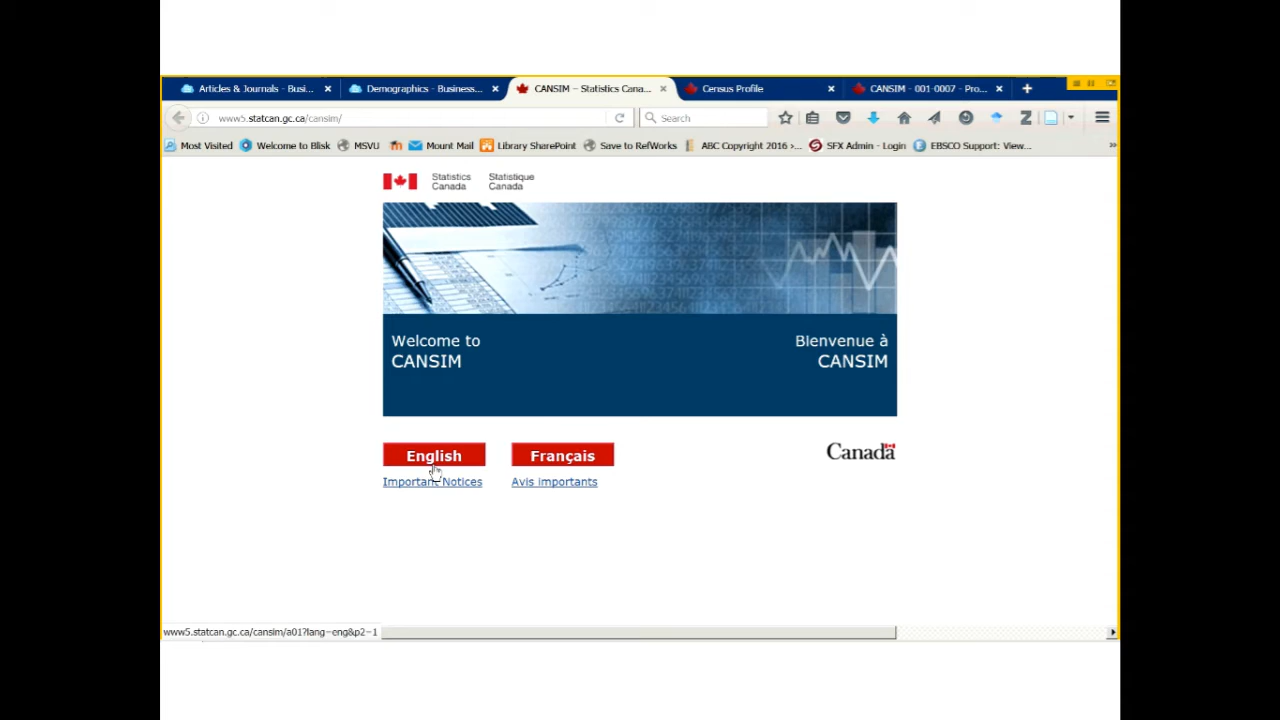 Articles & Journals - Busi...
Demographics - Business...
CANSIM – Statistics Cana...
Census Profile
CANSIM - 001-0007 - Pro...
www5.statcan.gc.ca/cansim/
Search
Most Visited
Welcome to Blisk
MSVU
Mount Mail
Library SharePoint
Save to RefWorks
ABC Copyright 2016 >...
SFX Admin - Login
EBSCO Support: View...
Statistics Statistique
Canada Canada
Welcome to
CANSIM
Bienvenue à
CANSIM
English
Français
Canada
Important Notices
Avis importants
www5.statcan.gc.ca/cansim/a01?lang=eng&p2=1